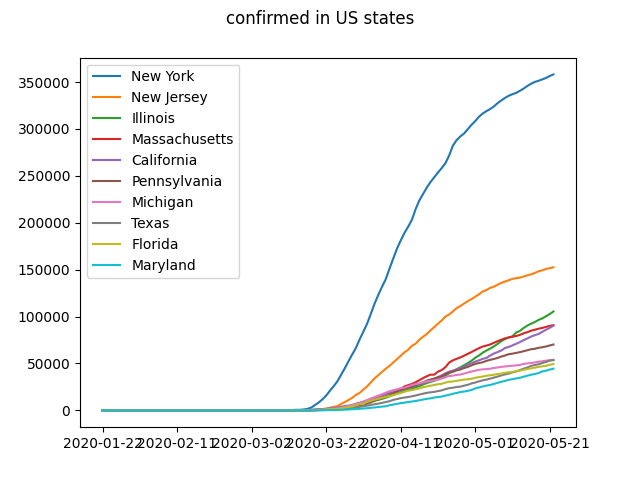 confirmed in US states
350000
300000
250000
200000
150000
100000
50000
0
New York
New Jersey
Illinois
Massachusetts
California
Pennsylvania
Michigan
Texas
Florida
Maryland
2020-01-22 2020-02-11 2020-03-02 2020-03-22 2020-04-11 2020-05-01 2020-05-21